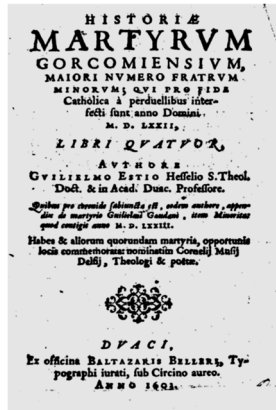 HISTORIÆ
MARTYRVM
GORCOMIENSIVM,
MAIORI NVMERO FRATRVM
MINORVM; QVI PRO FIDE
Catholica à perduellibus inter-
fecti sunt anno Domini
M. D. LXXII,
LIBRI QVATVOR,
AVTHORE
GVILIELMO ESTIO Hesselio S.Theol.
Doct. & in Acad. Duac. Professore.
Quibus pro coronide subiuncta est, eodem authore, appen-
dix de martyrio Guilielmi Gaudani, item Minoritae
quod contigit anno M. D. LXXIII.
Habes & aliorum quorundam martyria, opportunis
locis commemorata: nominatim Cornelij Musij
Delfij, Theologi & poëtæ.
DVACI,
Ex officina BALTAZARIS BELLERI, Ty-
pographi iurati, sub Circino aureo.
ANNO 1603.